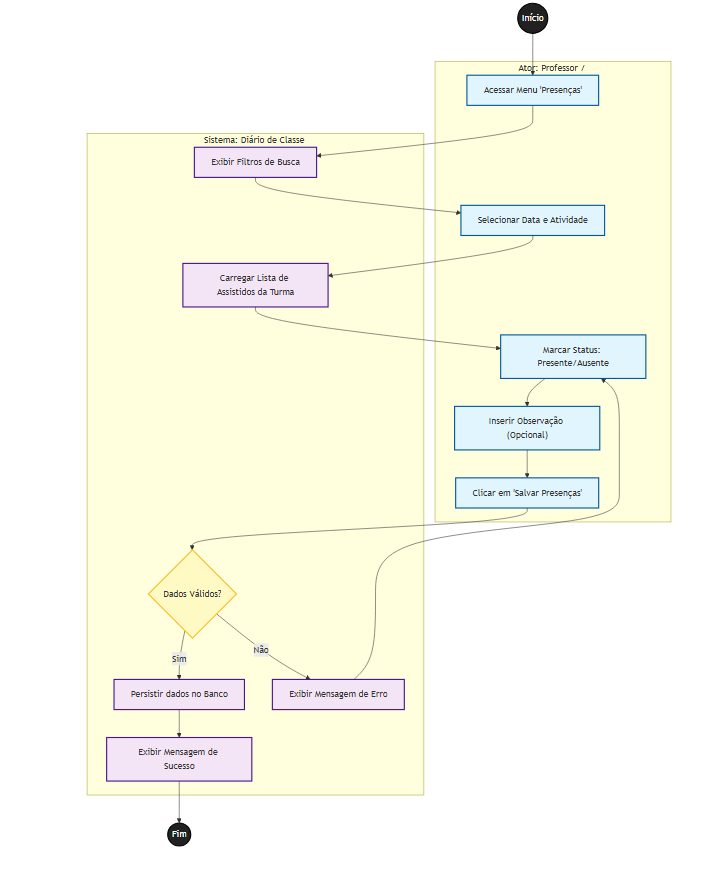 Início
Ator: Professor /
Acessar Menu 'Presenças'
Sistema: Diário de Classe
Exibir Filtros de Busca
Selecionar Data e Atividade
Carregar Lista de
Assistidos da Turma
Marcar Status:
Presente/Ausente
Inserir Observação
(Opcional)
Clicar em 'Salvar Presenças'
Dados Válidos?
Sim
Não
Persistir dados no Banco
Exibir Mensagem de Erro
Exibir Mensagem de
Sucesso
Fim